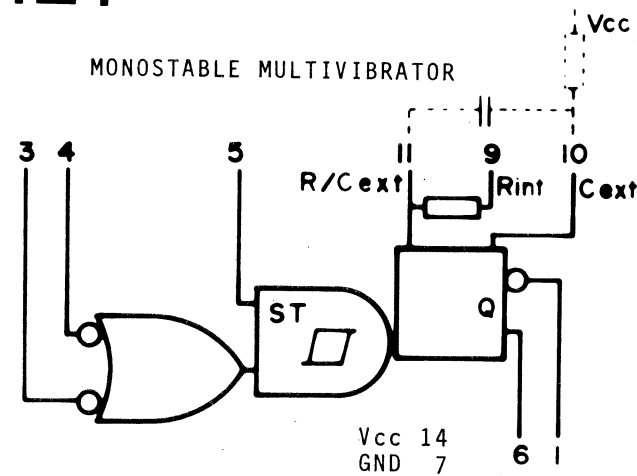 Vcc
MONOSTABLE MULTIVIBRATOR
3 4 5 11 9 10
R/Cext Rint Cext
ST Q
Vcc 14
GND 7
6 1